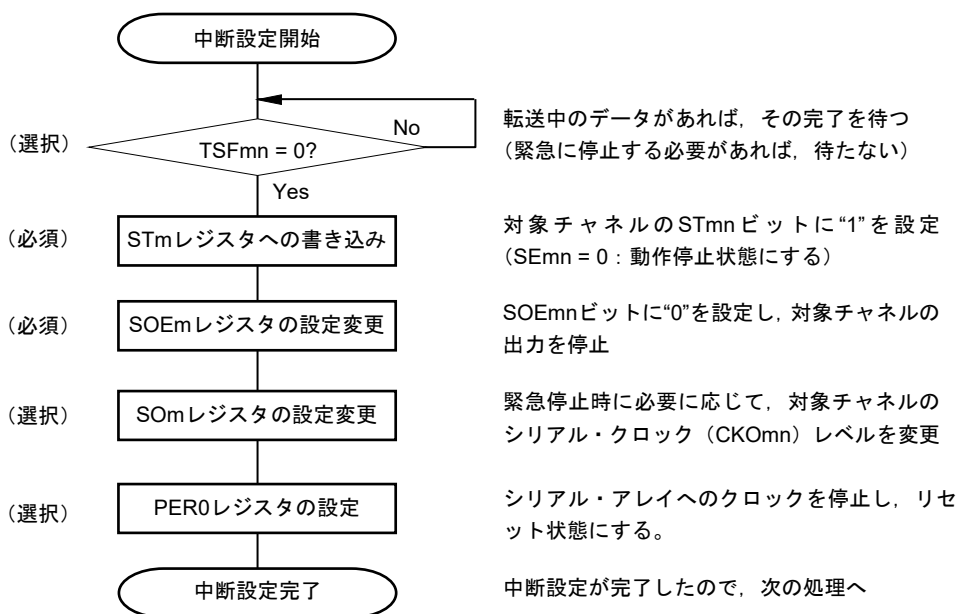 中断設定開始
（選択）
TSFmn = 0?
No
Yes
転送中のデータがあれば，その完了を待つ
（緊急に停止する必要があれば，待たない）
（必須）
STmレジスタへの書き込み
対象チャネルのSTmnビットに“1”を設定
（SEmn = 0：動作停止状態にする）
（必須）
SOEmレジスタの設定変更
SOEmnビットに“0”を設定し，対象チャネルの
出力を停止
（選択）
SOmレジスタの設定変更
緊急停止時に必要に応じて，対象チャネルの
シリアル・クロック（CKOmn）レベルを変更
（選択）
PER0レジスタの設定
シリアル・アレイへのクロックを停止し，リセ
ット状態にする。
中断設定完了
中断設定が完了したので，次の処理へ